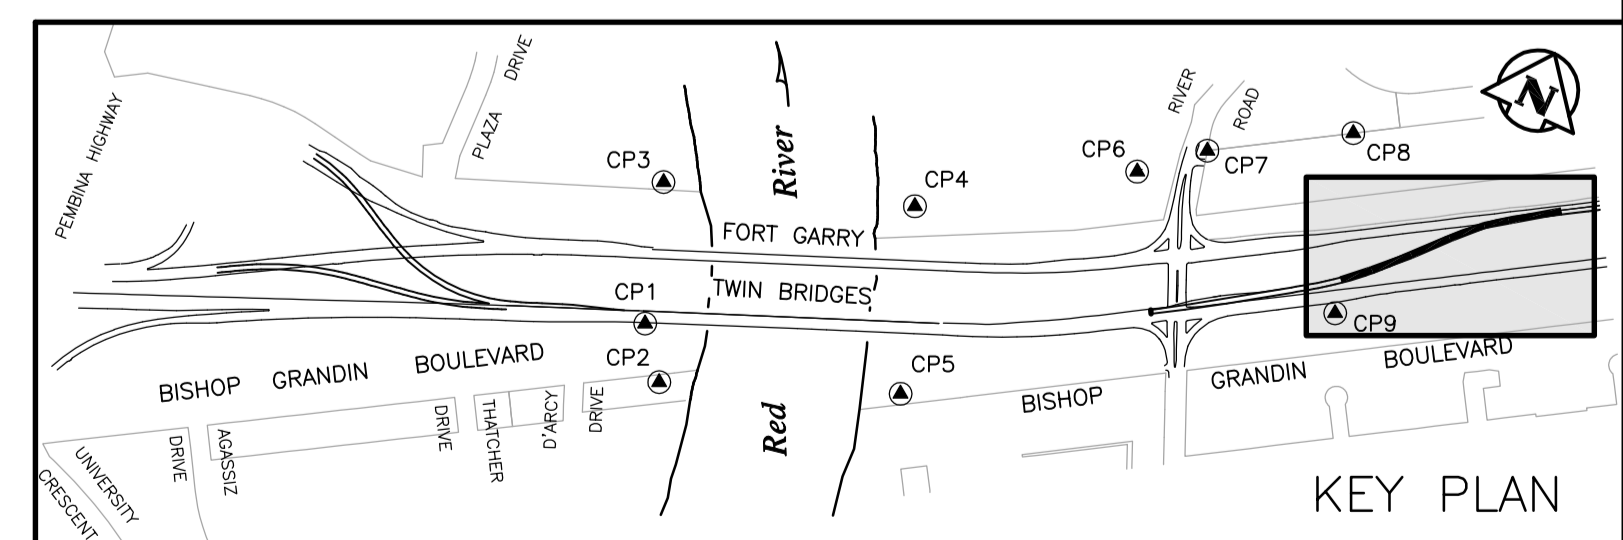 PEMBINA HIGHWAY
PLAZA DRIVE
River
RIVER ROAD
N
CP3
CP4
CP6
CP7
CP8
FORT GARRY
TWIN BRIDGES
CP1
CP2
CP5
CP9
BISHOP GRANDIN BOULEVARD
BISHOP GRANDIN BOULEVARD
Red
UNIVERSITY CRESCENT
AGASSIZ DRIVE
THATCHER DRIVE
D'ARCY DRIVE
KEY PLAN